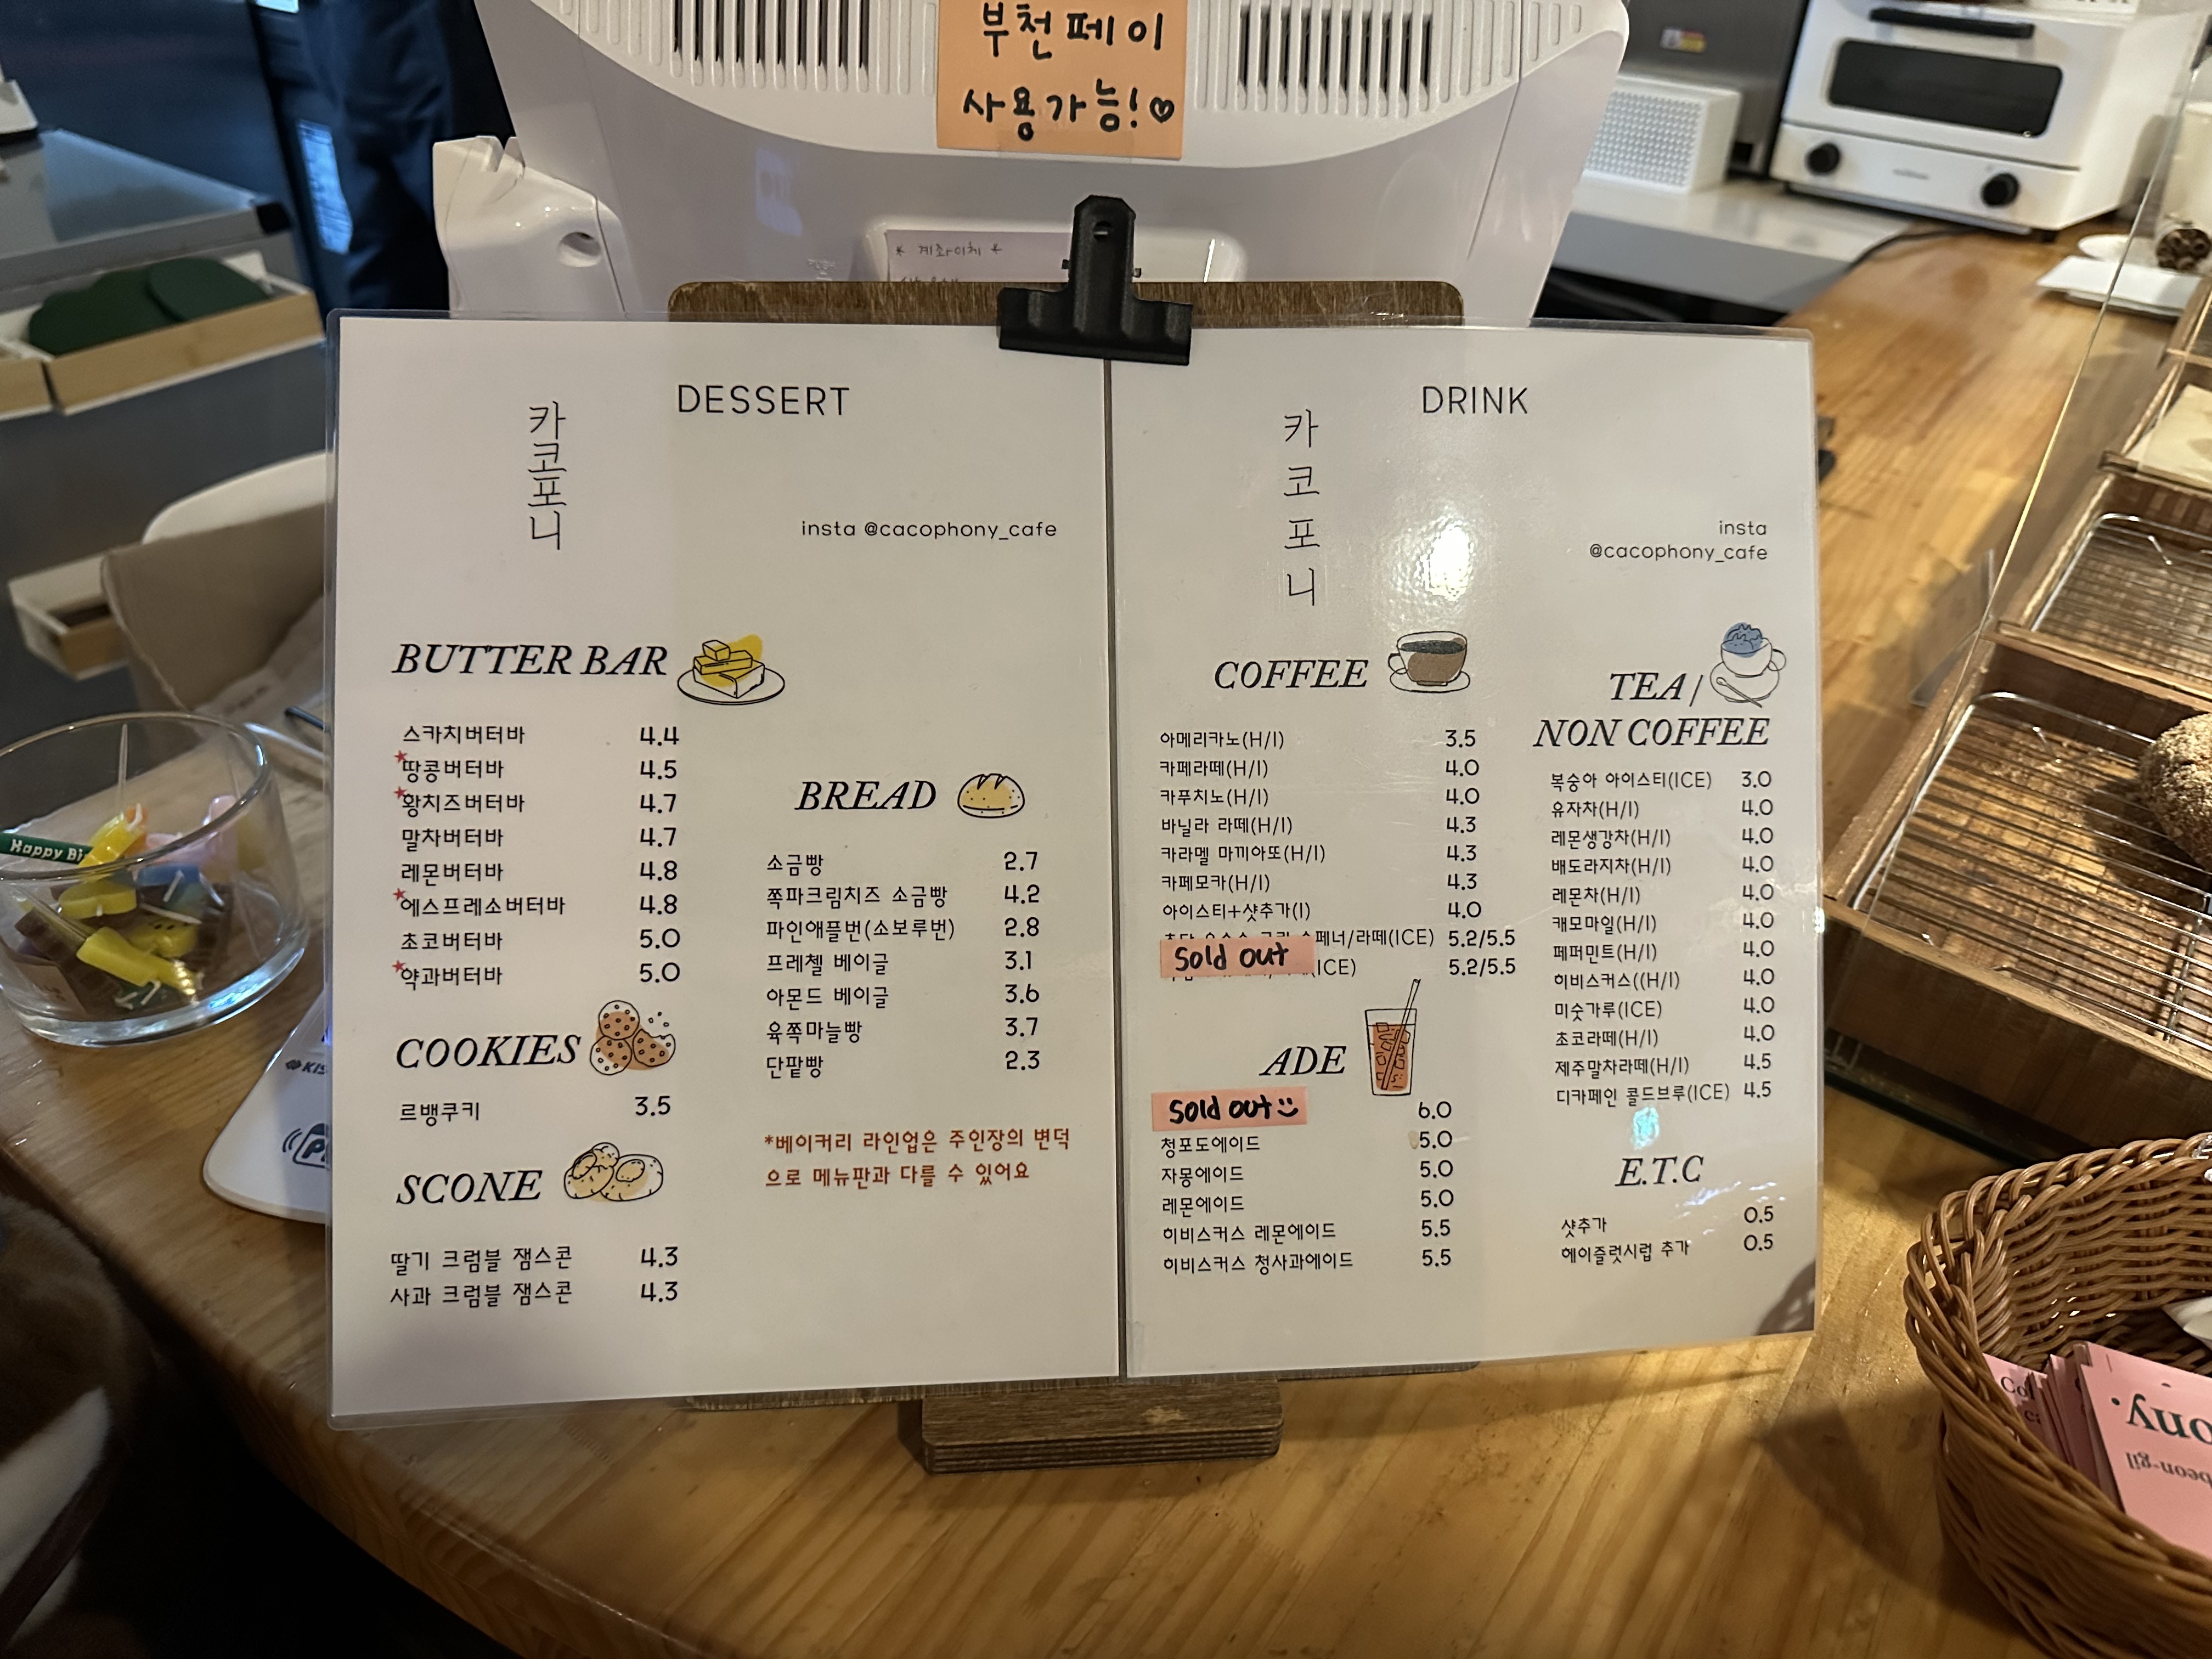 부천페이
사용가능!♡
* 계좌이체 *
DESSERT
카코포니
insta @cacophony_cafe
BUTTER BAR
스카치버터바 4.4
★땅콩버터바 4.5
★황치즈버터바 4.7
말차버터바 4.7
레몬버터바 4.8
★에스프레소버터바 4.8
초코버터바 5.0
★약과버터바 5.0
COOKIES
르뱅쿠키 3.5
SCONE
딸기 크럼블 잼스콘 4.3
사과 크럼블 잼스콘 4.3
BREAD
소금빵 2.7
쪽파크림치즈 소금빵 4.2
파인애플번(소보루번) 2.8
프레첼 베이글 3.1
아몬드 베이글 3.6
육쪽마늘빵 3.7
단팥빵 2.3
*베이커리 라인업은 주인장의 변덕
으로 메뉴판과 다를 수 있어요
DRINK
카코포니
insta
@cacophony_cafe
COFFEE
아메리카노(H/I) 3.5
카페라떼(H/I) 4.0
카푸치노(H/I) 4.0
바닐라 라떼(H/I) 4.3
카라멜 마끼아또(H/I) 4.3
카페모카(H/I) 4.3
아이스티+샷추가(I) 4.0
페너/라떼(ICE) 5.2/5.5
Sold out (ICE) 5.2/5.5
ADE
Sold out 6.0
청포도에이드 5.0
자몽에이드 5.0
레몬에이드 5.0
히비스커스 레몬에이드 5.5
히비스커스 청사과에이드 5.5
TEA /
NON COFFEE
복숭아 아이스티(ICE) 3.0
유자차(H/I) 4.0
레몬생강차(H/I) 4.0
배도라지차(H/I) 4.0
레몬차(H/I) 4.0
캐모마일(H/I) 4.0
페퍼민트(H/I) 4.0
히비스커스((H/I) 4.0
미숫가루(ICE) 4.0
초코라떼(H/I) 4.0
제주말차라떼(H/I) 4.5
디카페인 콜드브루(ICE) 4.5
E.T.C
샷추가 0.5
헤이즐럿시럽 추가 0.5
Happy Bi
ony.
beon-gil